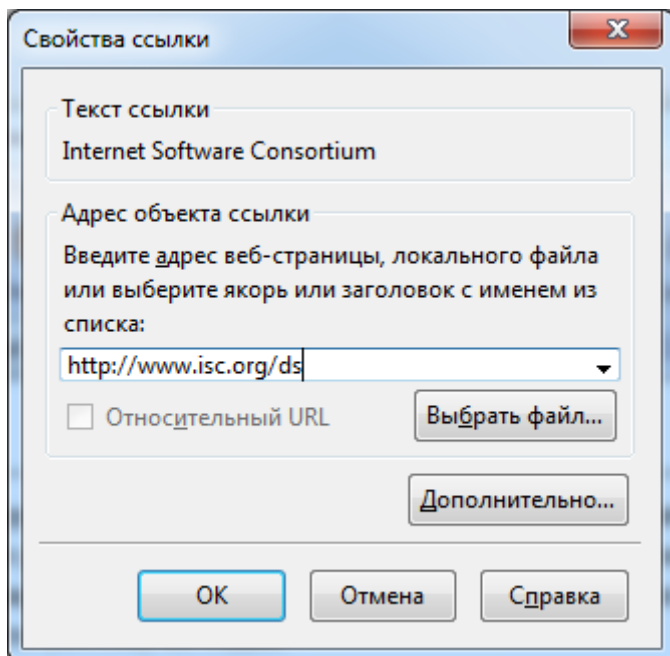 Свойства ссылки
Текст ссылки
Internet Software Consortium
Адрес объекта ссылки
Введите адрес веб-страницы, локального файла
или выберите якорь или заголовок с именем из
списка:
http://www.isc.org/ds
Относительный URL
Выбрать файл...
Дополнительно...
OK
Отмена
Справка